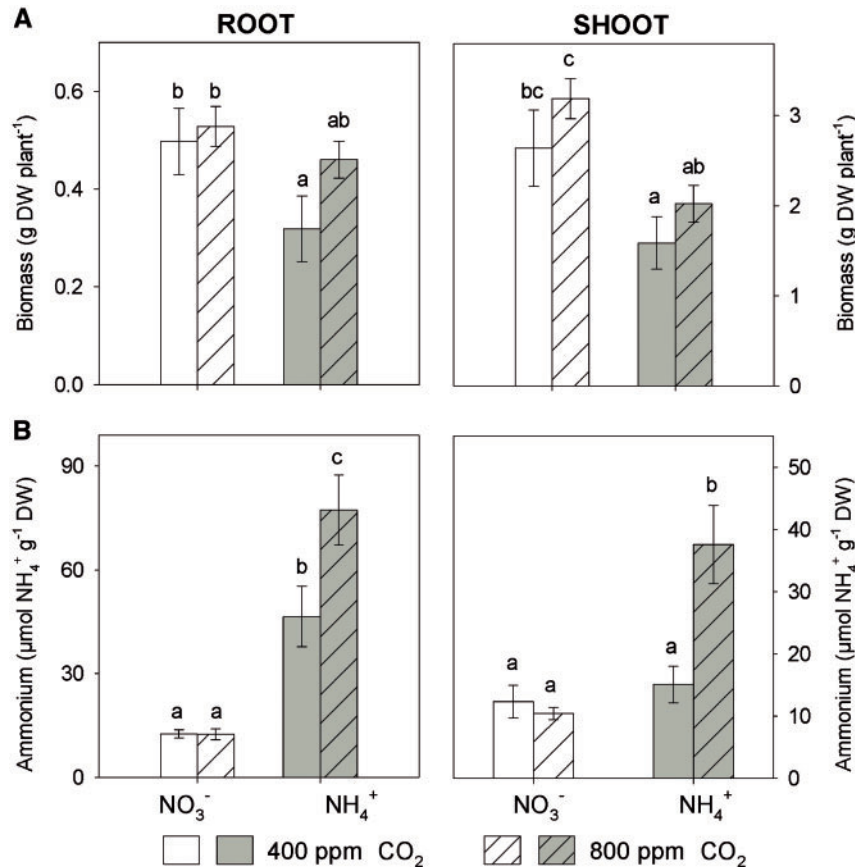 A
ROOT
SHOOT
Biomass (g DW plant⁻¹)
0.6
0.4
0.2
0.0
b b a ab
bc c a ab
3
2
1
0
Biomass (g DW plant⁻¹)
B
Ammonium (µmol NH₄⁺ g⁻¹ DW)
90
60
30
0
a a b c
a a a b
50
40
30
20
10
0
Ammonium (µmol NH₄⁺ g⁻¹ DW)
NO₃⁻ NH₄⁺
NO₃⁻ NH₄⁺
400 ppm CO₂
800 ppm CO₂